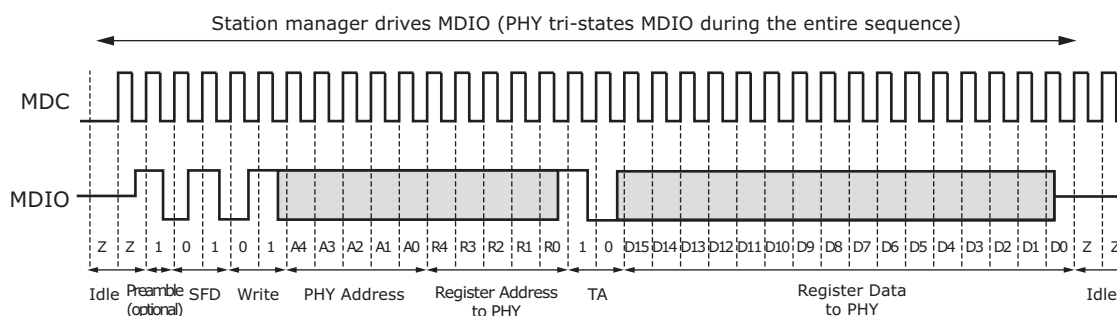 Station manager drives MDIO (PHY tri-states MDIO during the entire sequence)
MDC
MDIO
Z Z 1 0 1 0 1 A4 A3 A2 A1 A0 R4 R3 R2 R1 R0 1 0 D15 D14 D13 D12 D11 D10 D9 D8 D7 D6 D5 D4 D3 D2 D1 D0 Z Z
Idle Preamble (optional) SFD Write PHY Address Register Address to PHY TA Register Data to PHY Idle